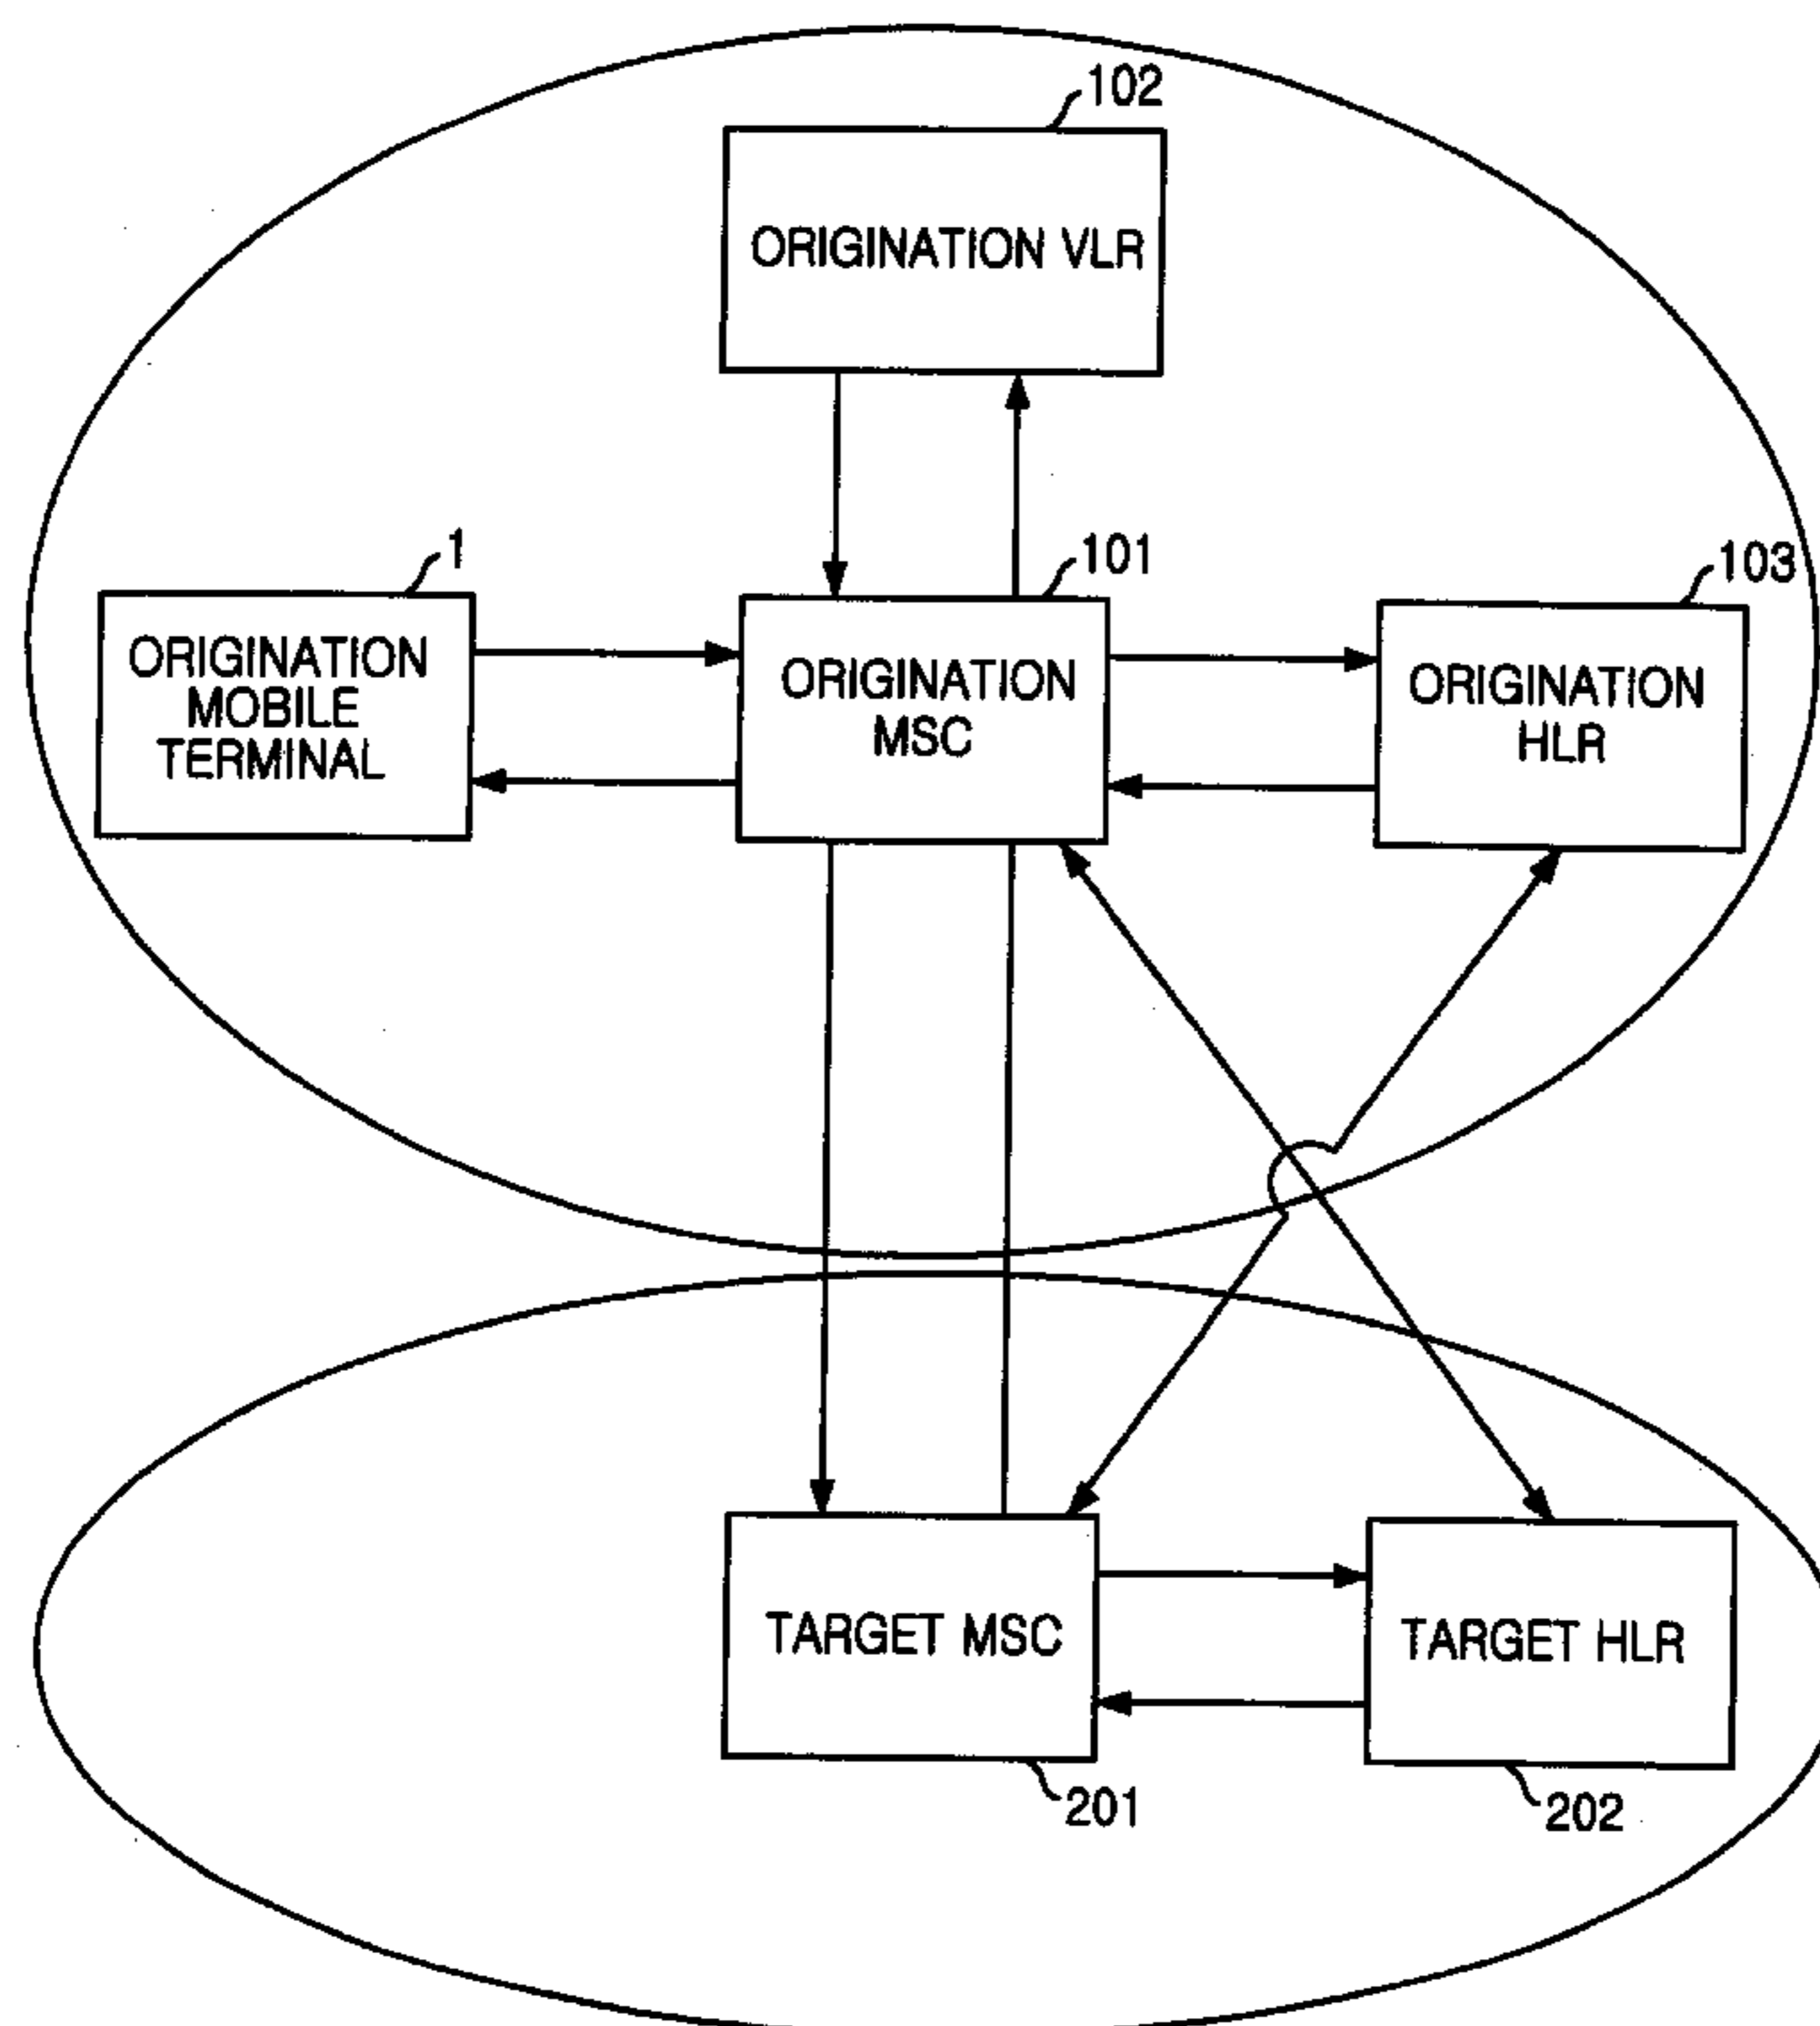 102
ORIGINATION VLR
1
101
103
ORIGINATION
MOBILE
TERMINAL
ORIGINATION
MSC
ORIGINATION
HLR
TARGET MSC
TARGET HLR
201
202